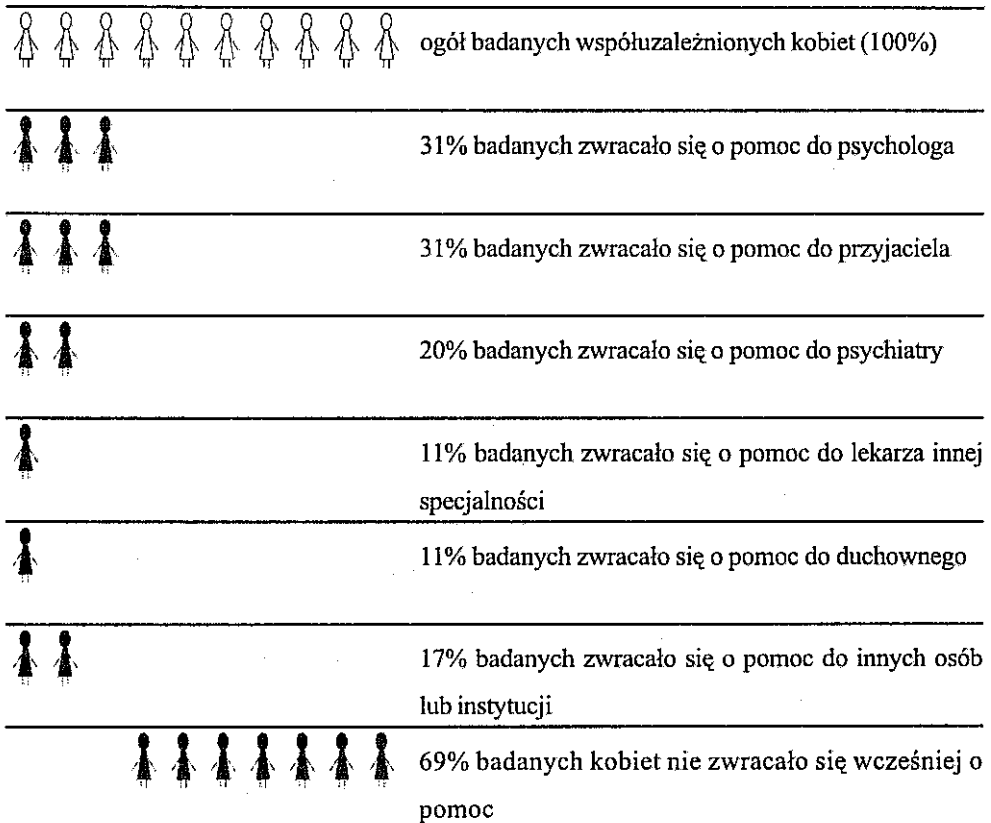 ogół badanych współuzależnionych kobiet (100%)
31% badanych zwracało się o pomoc do psychologa
31% badanych zwracało się o pomoc do przyjaciela
20% badanych zwracało się o pomoc do psychiatry
11% badanych zwracało się o pomoc do lekarza innej
specjalności
11% badanych zwracało się o pomoc do duchownego
17% badanych zwracało się o pomoc do innych osób
lub instytucji
69% badanych kobiet nie zwracało się wcześniej o
pomoc